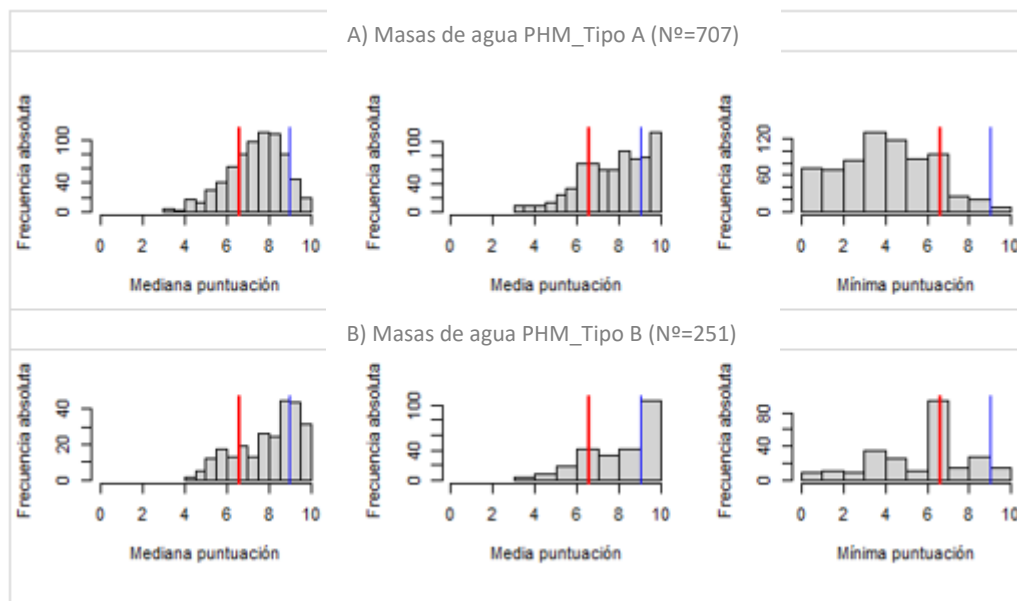 A) Masas de agua PHM_Tipo A (Nº=707)
Frecuencia absoluta
0 40 100
0 2 4 6 8 10
Mediana puntuación
Frecuencia absoluta
0 40 100
0 2 4 6 8 10
Media puntuación
Frecuencia absoluta
0 60 120
0 2 4 6 8 10
Mínima puntuación
B) Masas de agua PHM_Tipo B (Nº=251)
Frecuencia absoluta
0 20 40
0 2 4 6 8 10
Mediana puntuación
Frecuencia absoluta
0 40 100
0 2 4 6 8 10
Media puntuación
Frecuencia absoluta
0 40 80
0 2 4 6 8 10
Mínima puntuación